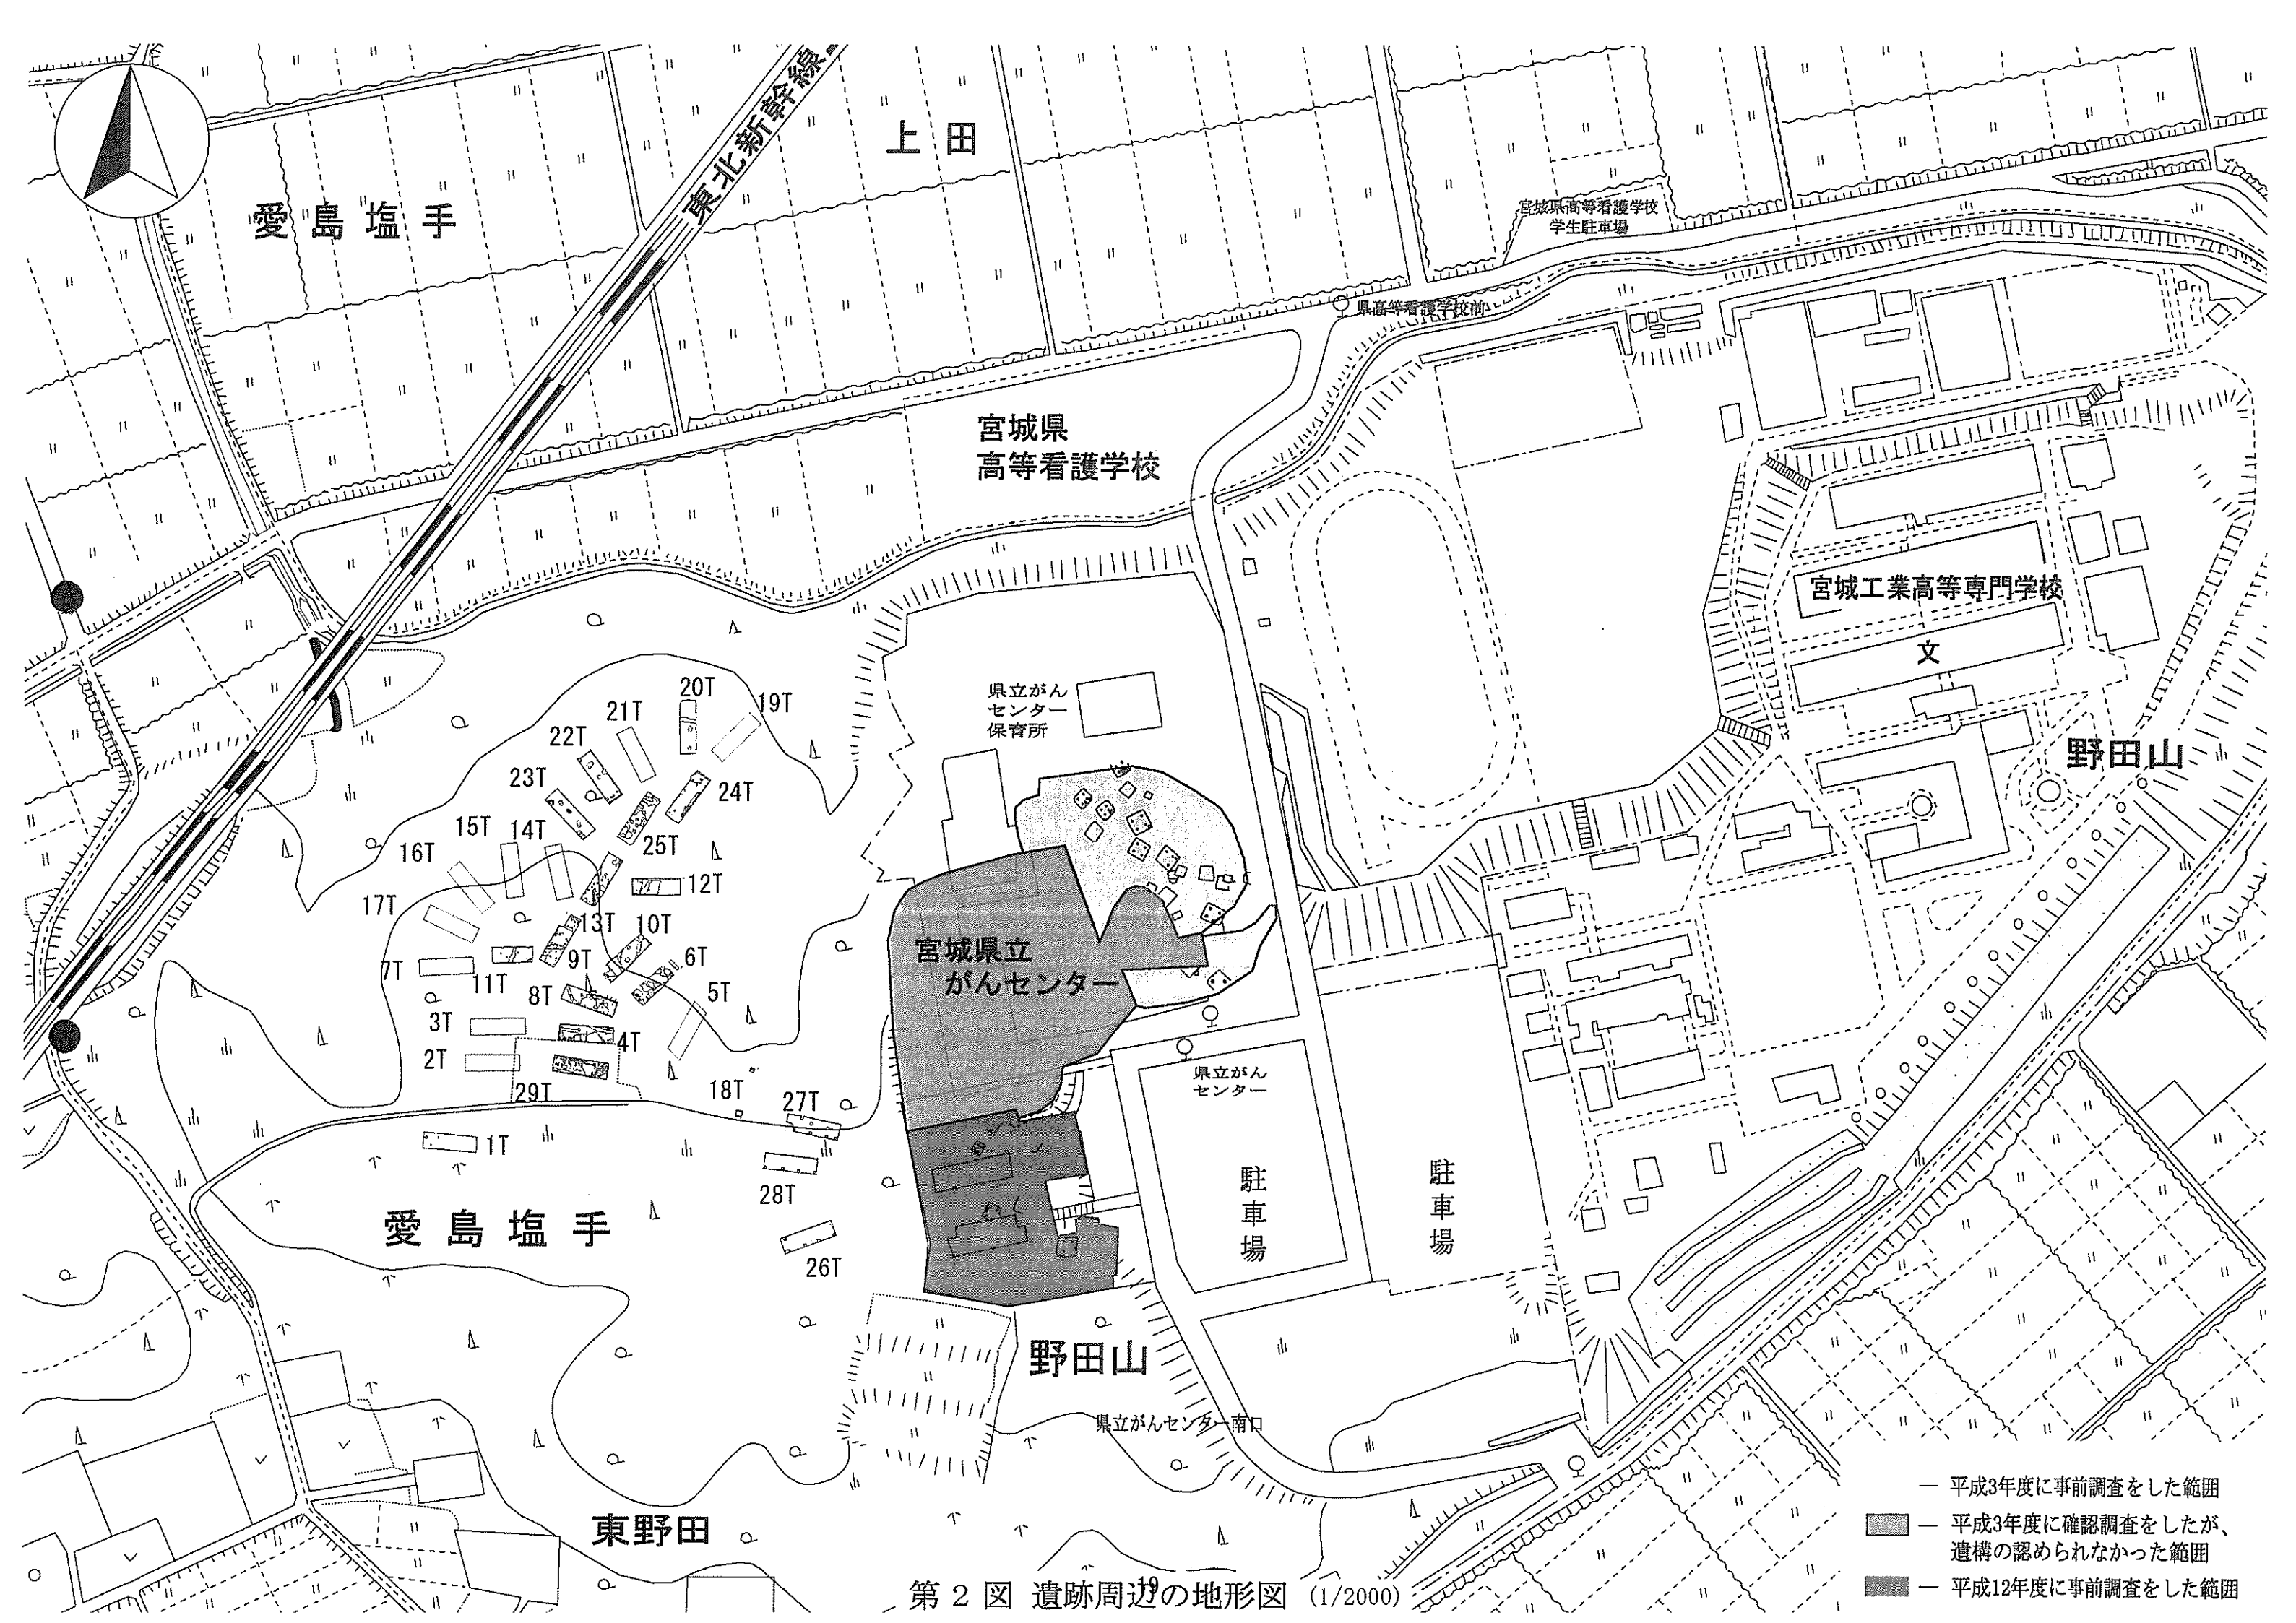 東北新幹線
上田
愛島塩手
宮城県高等看護学校
学生駐車場
県高等看護学校前
宮城県
高等看護学校
宮城工業高等専門学校
文
県立がん
センター
保育所
野田山
20T
19T
21T
22T
23T
24T
15T
14T
25T
16T
12T
17T
13T
10T
7T
11T
9T
6T
8T
5T
3T
4T
2T
29T
18T
27T
1T
28T
26T
宮城県立
がんセンター
県立がん
センター
駐車場
駐車場
愛島塩手
野田山
県立がんセンター南口
東野田
― 平成3年度に事前調査をした範囲
― 平成3年度に確認調査をしたが、
遺構の認められなかった範囲
― 平成12年度に事前調査をした範囲
19
第2図 遺跡周辺の地形図 (1/2000)